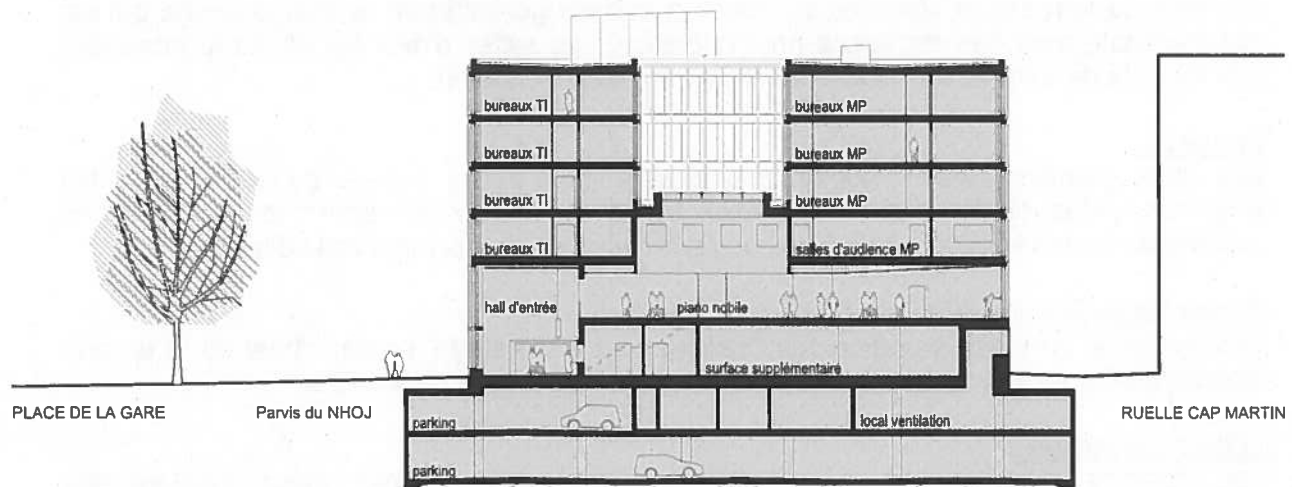 bureaux TI
bureaux MP
bureaux TI
bureaux MP
bureaux TI
bureaux MP
bureaux TI
salles d'audience MP
hall d'entrée
piano nobile
surface supplémentaire
PLACE DE LA GARE
Parvis du NHOJ
parking
local ventilation
RUELLE CAP MARTIN
parking